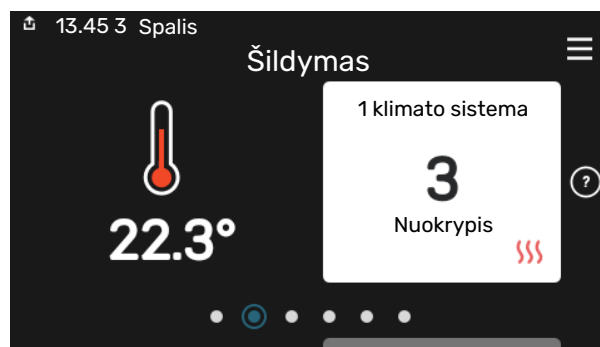 13.45 3 Spalis
Šildymas
1 klimato sistema
3
Nuokrypis
22.3°
?